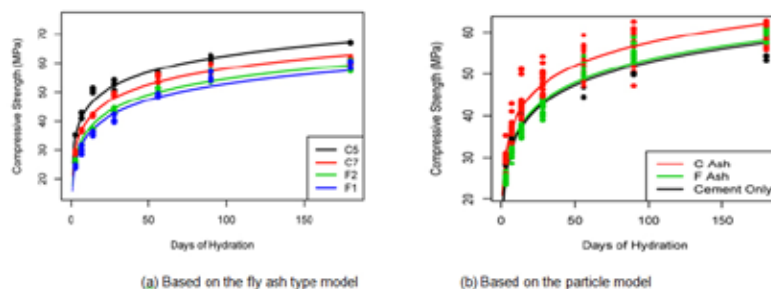 Compressive Strength (MPa)
70
60
50
40
30
20
0
50
100
150
Days of Hydration
C5
C7
F2
F1
(a) Based on the fly ash type model
Compressive Strength (MPa)
60
50
40
30
20
0
50
100
150
Days of Hydration
C Ash
F Ash
Cement Only
(b) Based on the particle model